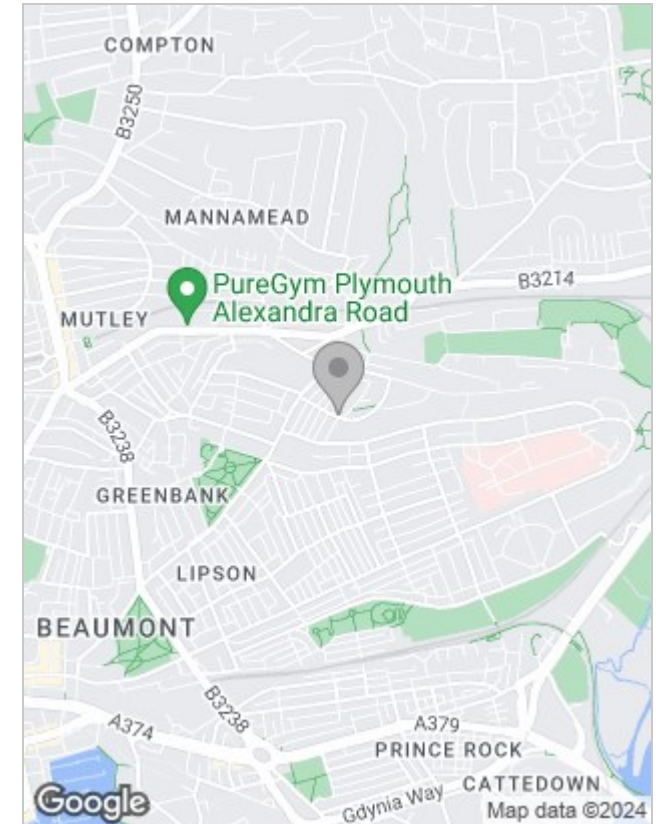 COMPTON
B3250
MANNAMEAD
PureGym Plymouth
Alexandra Road
B3214
MUTLEY
B3238
GREENBANK
LIPSON
BEAUMONT
B3238
A374
A379
PRINCE ROCK
CATTEDOWN
Gdynia Way
Google
Map data ©2024